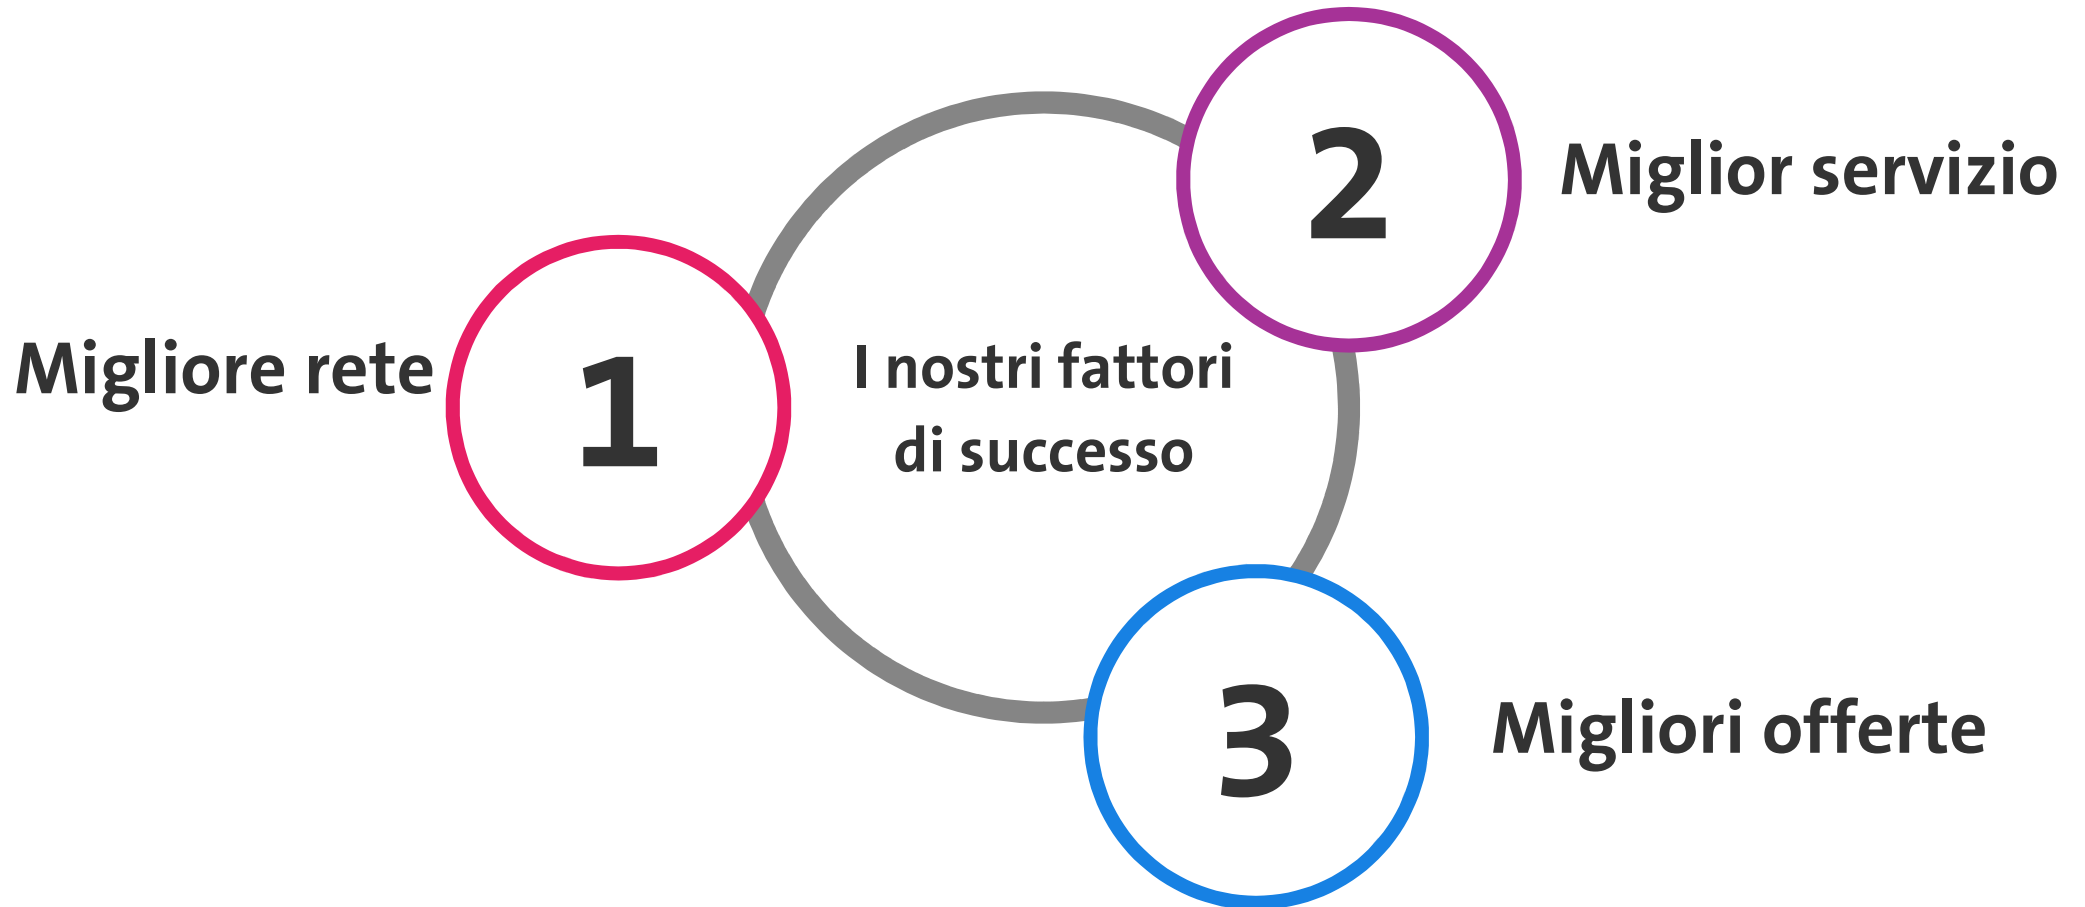 Migliore rete
1
I nostri fattori
di successo
2
Miglior servizio
3
Migliori offerte